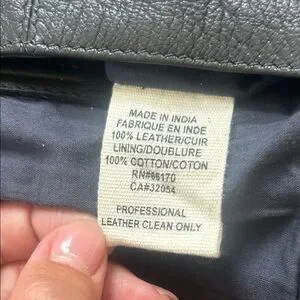 MADE IN INDIA
FABRIQUE EN INDE
100% LEATHER/CUIR
LINING/DOUBLURE
100% COTTON/COTON
RN#66170
CA#32054
PROFESSIONAL
LEATHER CLEAN ONLY